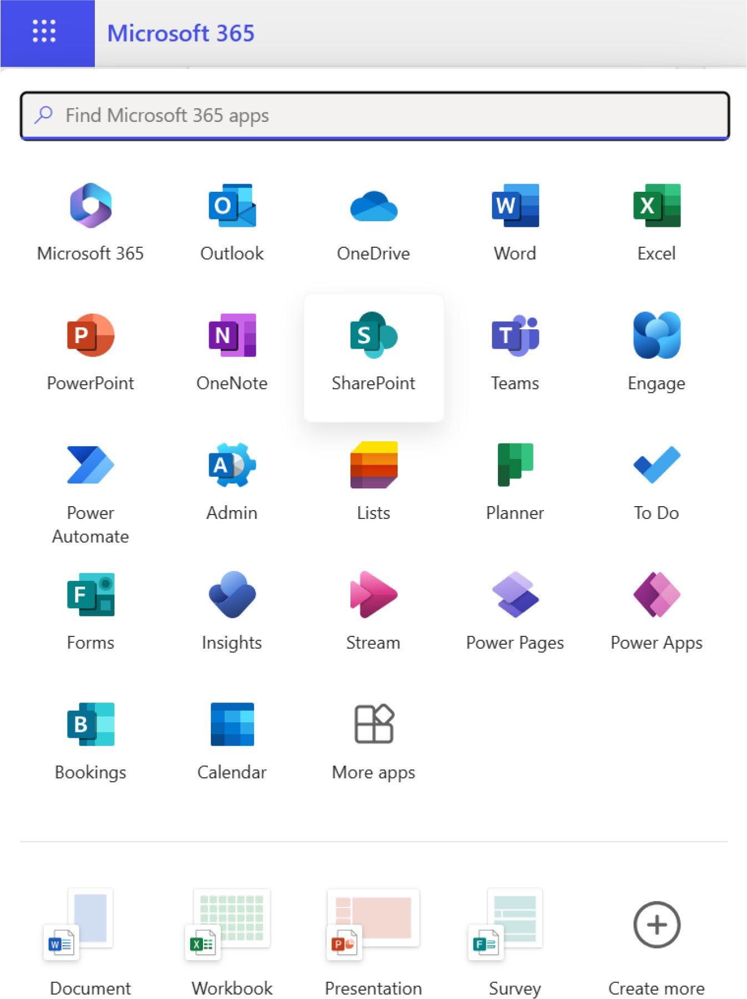 Microsoft 365
Find Microsoft 365 apps
Microsoft 365
O
Outlook
OneDrive
W
Word
X
Excel
P
PowerPoint
N
OneNote
S
SharePoint
T
Teams
Engage
Power
Automate
A
Admin
Lists
Planner
To Do
F
Forms
Insights
Stream
Power Pages
Power Apps
B
Bookings
Calendar
More apps
W
Document
X
Workbook
P
Presentation
F
Survey
Create more